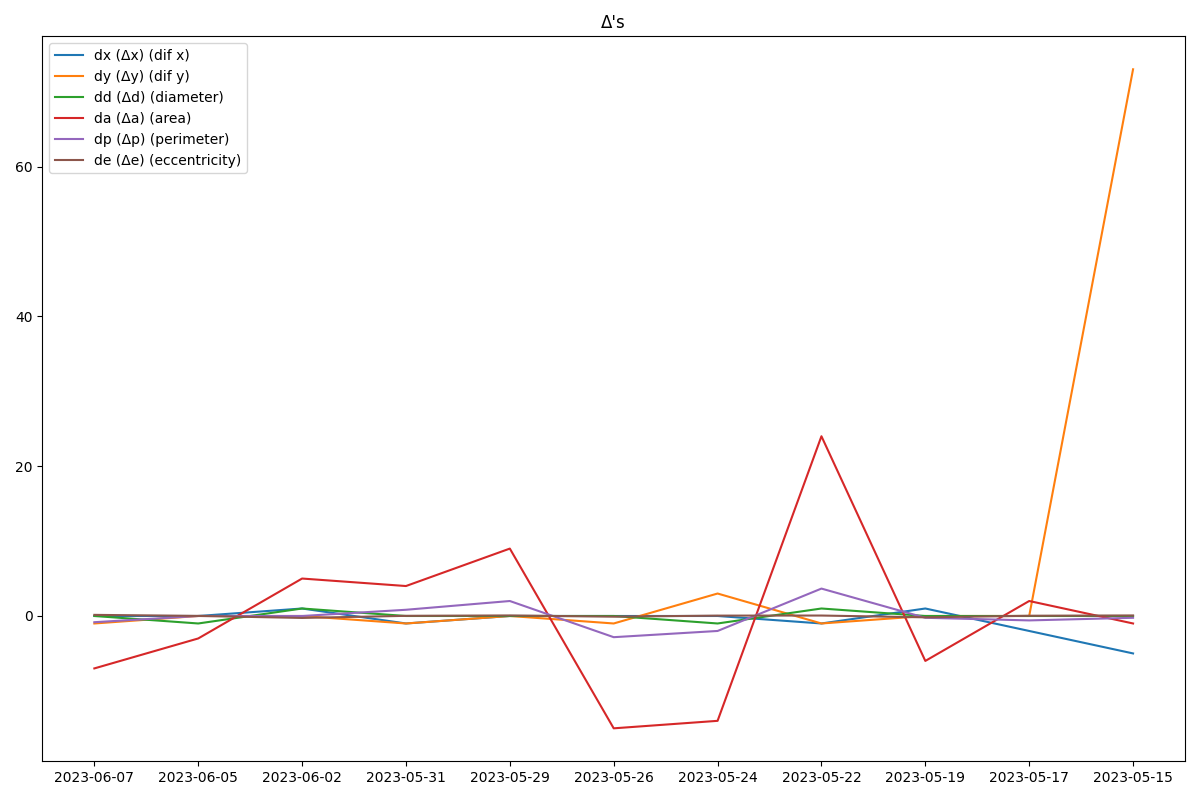 Δ's
dx (Δx) (dif x)
dy (Δy) (dif y)
dd (Δd) (diameter)
da (Δa) (area)
dp (Δp) (perimeter)
de (Δe) (eccentricity)
60
40
20
0
2023-06-07 2023-06-05 2023-06-02 2023-05-31 2023-05-29 2023-05-26 2023-05-24 2023-05-22 2023-05-19 2023-05-17 2023-05-15